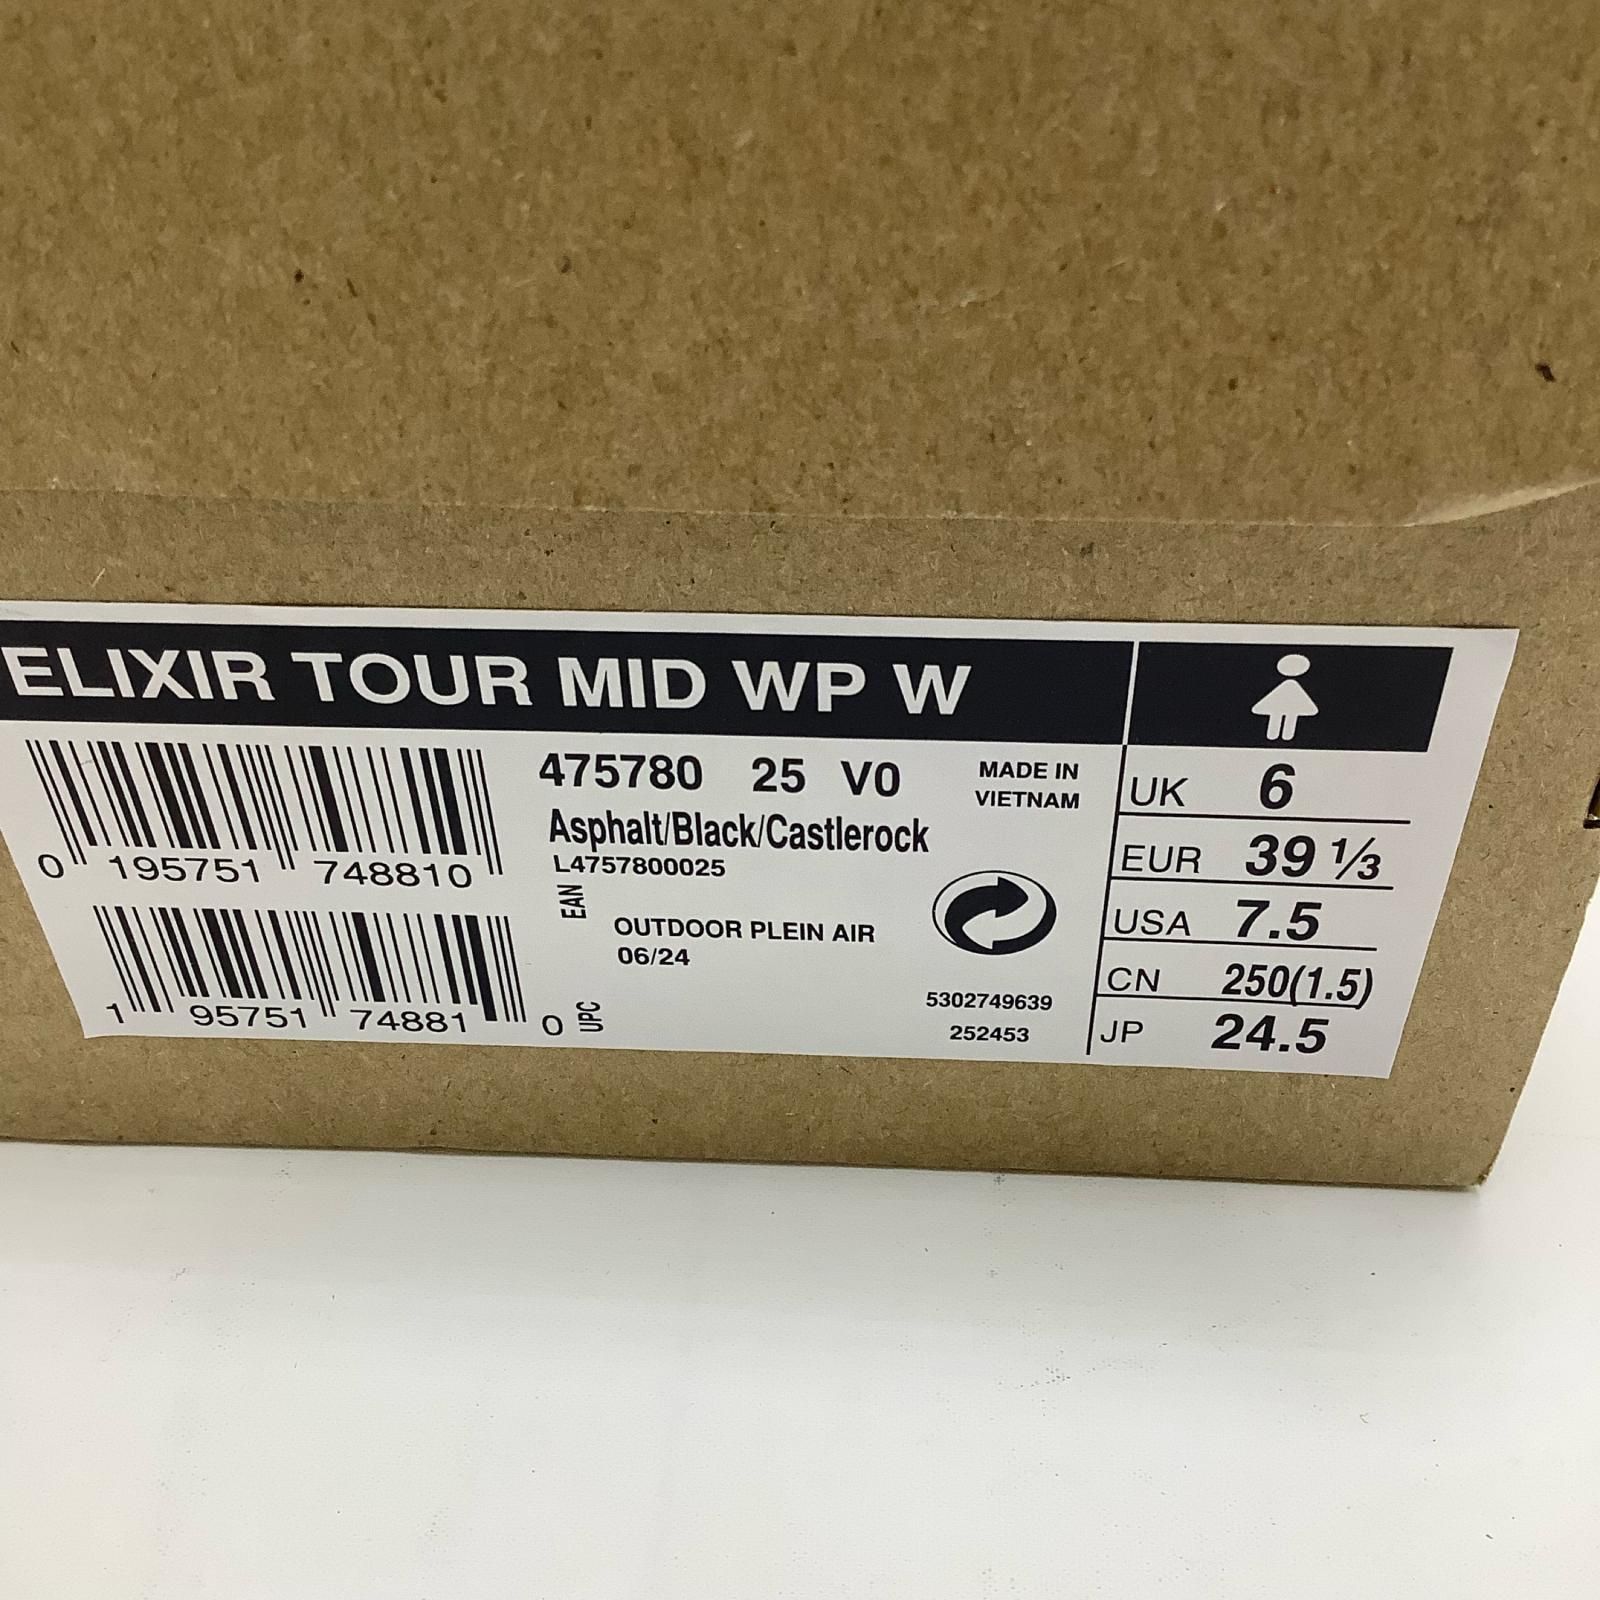 ELIXIR TOUR MID WP W
0 195751 748810
475780 25 V0
Asphalt/Black/Castlerock
L4757800025
EAN
MADE IN
VIETNAM
OUTDOOR PLEIN AIR
06/24
1 95751 74881 0
UPC
5302749639
252453
UK 6
EUR 39 1/3
USA 7.5
CN 250(1.5)
JP 24.5